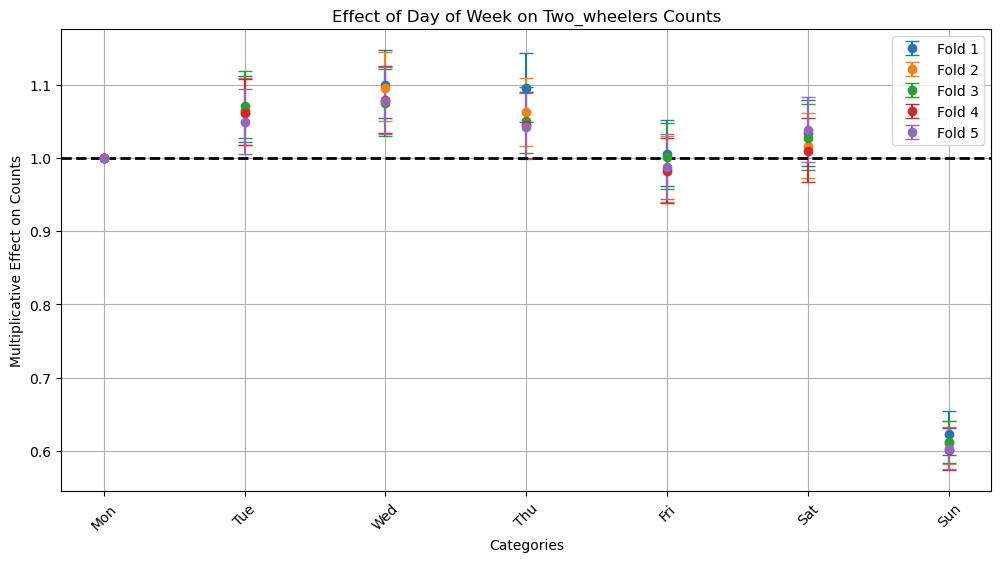 Effect of Day of Week on Two_wheelers Counts
Multiplicative Effect on Counts
1.1
1.0
0.9
0.8
0.7
0.6
Fold 1
Fold 2
Fold 3
Fold 4
Fold 5
Mon
Tue
Wed
Thu
Fri
Sat
Sun
Categories